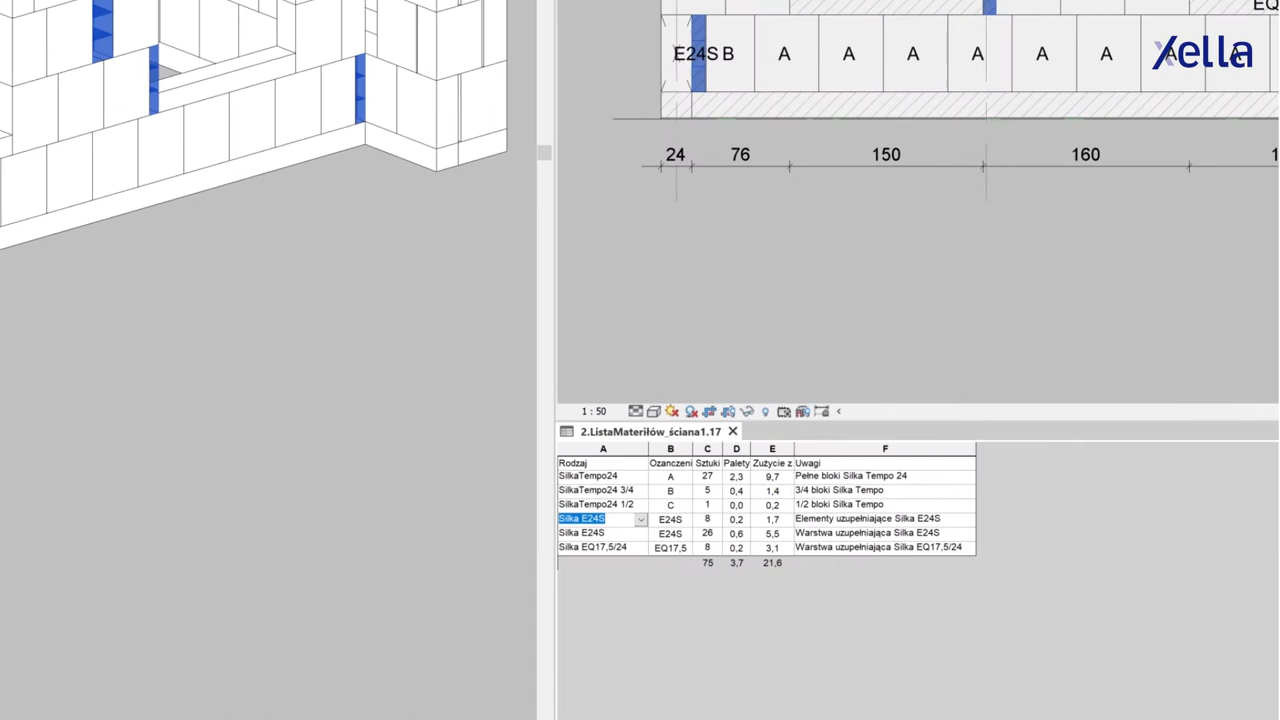 EQ
E24S B A A A A A A A A
xella
24 76 150 160 1
1 : 50
2.ListaMateriłów_ściana1.17
A B C D E F
Rodzaj Ozanczeni Sztuki Palety Zużycie z Uwagi
SilkaTempo24 A 27 2,3 9,7 Pełne bloki Silka Tempo 24
SilkaTempo24 3/4 B 5 0,4 1,4 3/4 bloki Silka Tempo
SilkaTempo24 1/2 C 1 0,0 0,2 1/2 bloki Silka Tempo
Silka E24S E24S 8 0,2 1,7 Elementy uzupełniające Silka E24S
Silka E24S E24S 26 0,6 5,5 Warstwa uzupełniająca Silka E24S
Silka EQ17,5/24 EQ17,5 8 0,2 3,1 Warstwa uzupełniająca Silka EQ17,5/24
75 3,7 21,6